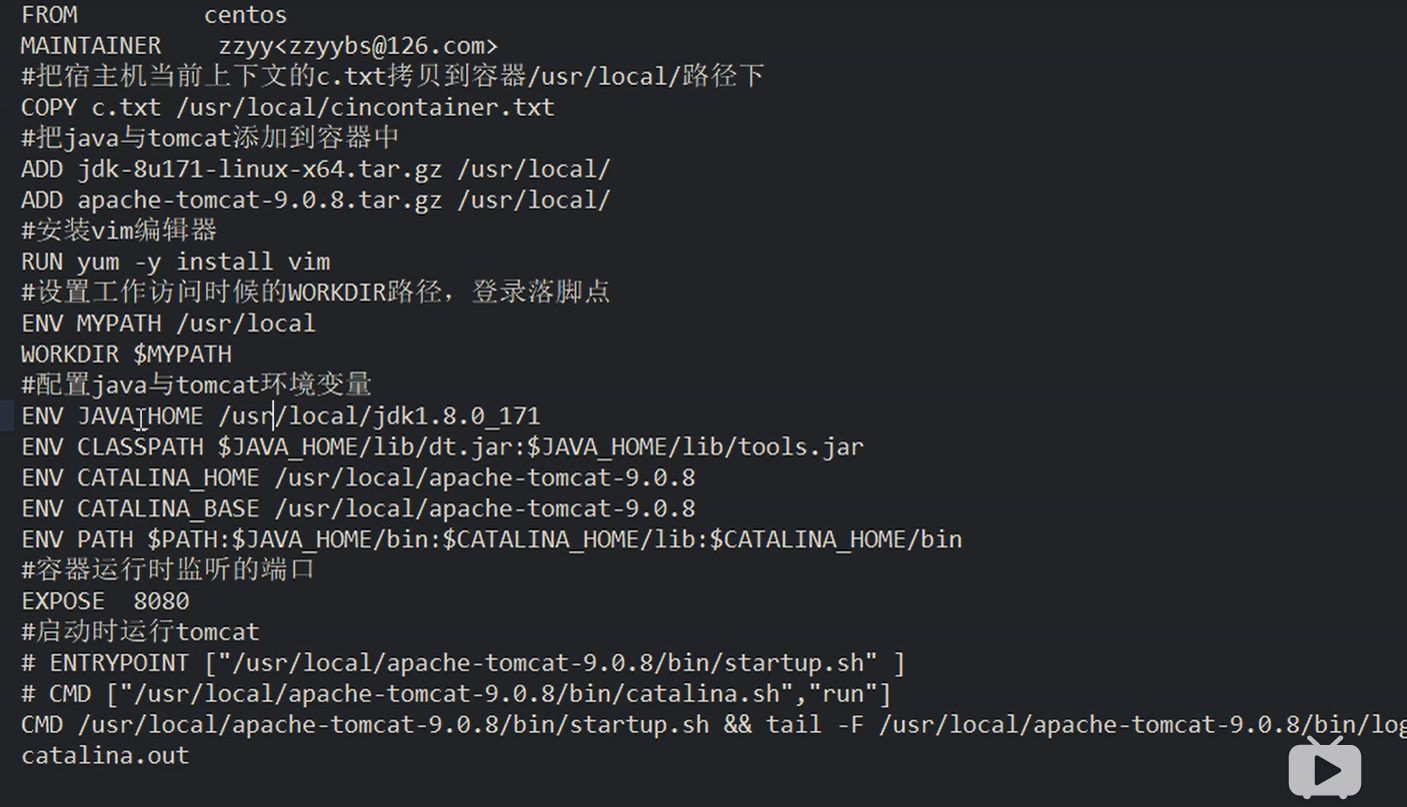 FROM         centos
MAINTAINER    zzyy<zzyybs@126.com>
#把宿主机当前上下文的c.txt拷贝到容器/usr/local/路径下
COPY c.txt /usr/local/cincontainer.txt
#把java与tomcat添加到容器中
ADD jdk-8u171-linux-x64.tar.gz /usr/local/
ADD apache-tomcat-9.0.8.tar.gz /usr/local/
#安装vim编辑器
RUN yum -y install vim
#设置工作访问时候的WORKDIR路径，登录落脚点
ENV MYPATH /usr/local
WORKDIR $MYPATH
#配置java与tomcat环境变量
ENV JAVA_HOME /usr/local/jdk1.8.0_171
ENV CLASSPATH $JAVA_HOME/lib/dt.jar:$JAVA_HOME/lib/tools.jar
ENV CATALINA_HOME /usr/local/apache-tomcat-9.0.8
ENV CATALINA_BASE /usr/local/apache-tomcat-9.0.8
ENV PATH $PATH:$JAVA_HOME/bin:$CATALINA_HOME/lib:$CATALINA_HOME/bin
#容器运行时监听的端口
EXPOSE  8080
#启动时运行tomcat
# ENTRYPOINT ["/usr/local/apache-tomcat-9.0.8/bin/startup.sh" ]
# CMD ["/usr/local/apache-tomcat-9.0.8/bin/catalina.sh","run"]
CMD /usr/local/apache-tomcat-9.0.8/bin/startup.sh && tail -F /usr/local/apache-tomcat-9.0.8/bin/log
catalina.out